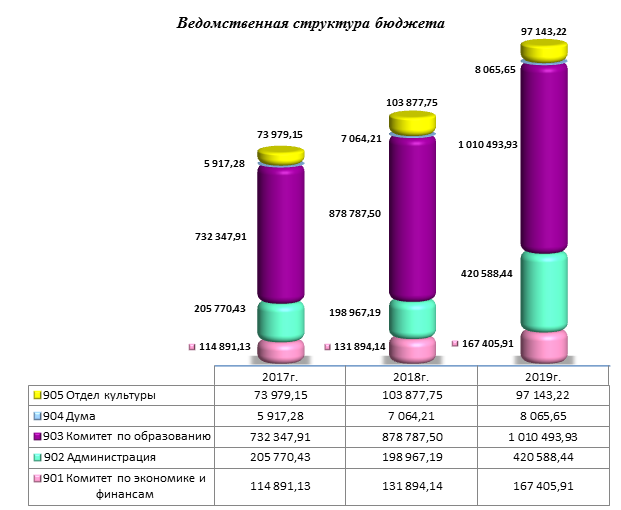 Ведомственная структура бюджета
97 143,22
8 065,65
103 877,75
73 979,15
7 064,21
1 010 493,93
5 917,28
878 787,50
732 347,91
420 588,44
205 770,43
198 967,19
114 891,13
131 894,14
167 405,91
2017г. 2018г. 2019г.
905 Отдел культуры 73 979,15 103 877,75 97 143,22
904 Дума 5 917,28 7 064,21 8 065,65
903 Комитет по образованию 732 347,91 878 787,50 1 010 493,93
902 Администрация 205 770,43 198 967,19 420 588,44
901 Комитет по экономике и
финансам 114 891,13 131 894,14 167 405,91